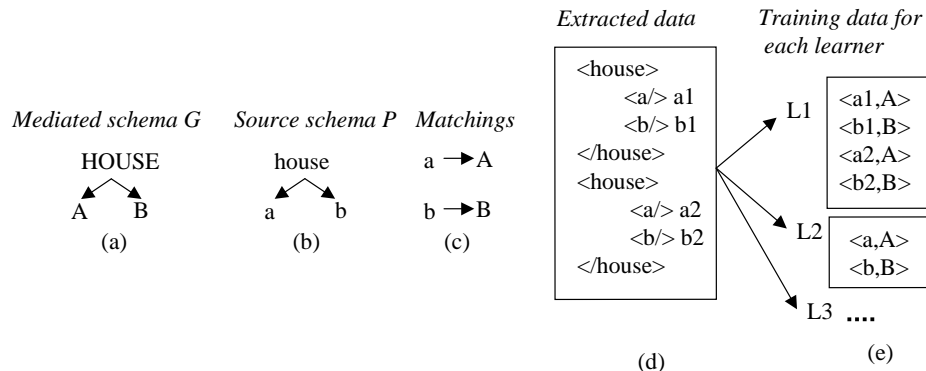 Mediated schema G
HOUSE
A B
(a)
Source schema P
house
a b
(b)
Matchings
a A
b B
(c)
Extracted data
<house>
<a/> a1
<b/> b1
</house>
<house>
<a/> a2
<b/> b2
</house>
(d)
Training data for
each learner
L1
<a1,A>
<b1,B>
<a2,A>
<b2,B>
L2
<a,A>
<b,B>
L3 ....
(e)